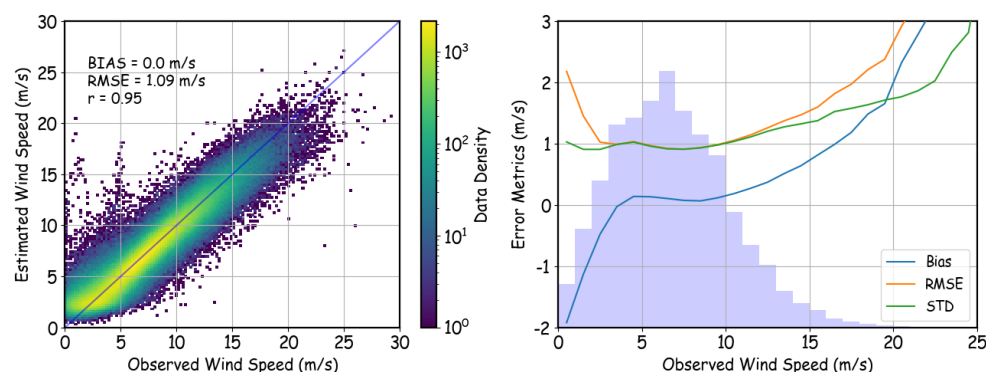 30
25
20
15
10
5
0
0 5 10 15 20 25 30
Estimated Wind Speed (m/s)
Observed Wind Speed (m/s)
BIAS = 0.0 m/s
RMSE = 1.09 m/s
r = 0.95
10³
10²
10¹
10⁰
Data Density
3
2
1
0
-1
-2
0 5 10 15 20 25
Error Metrics (m/s)
Observed Wind Speed (m/s)
Bias
RMSE
STD